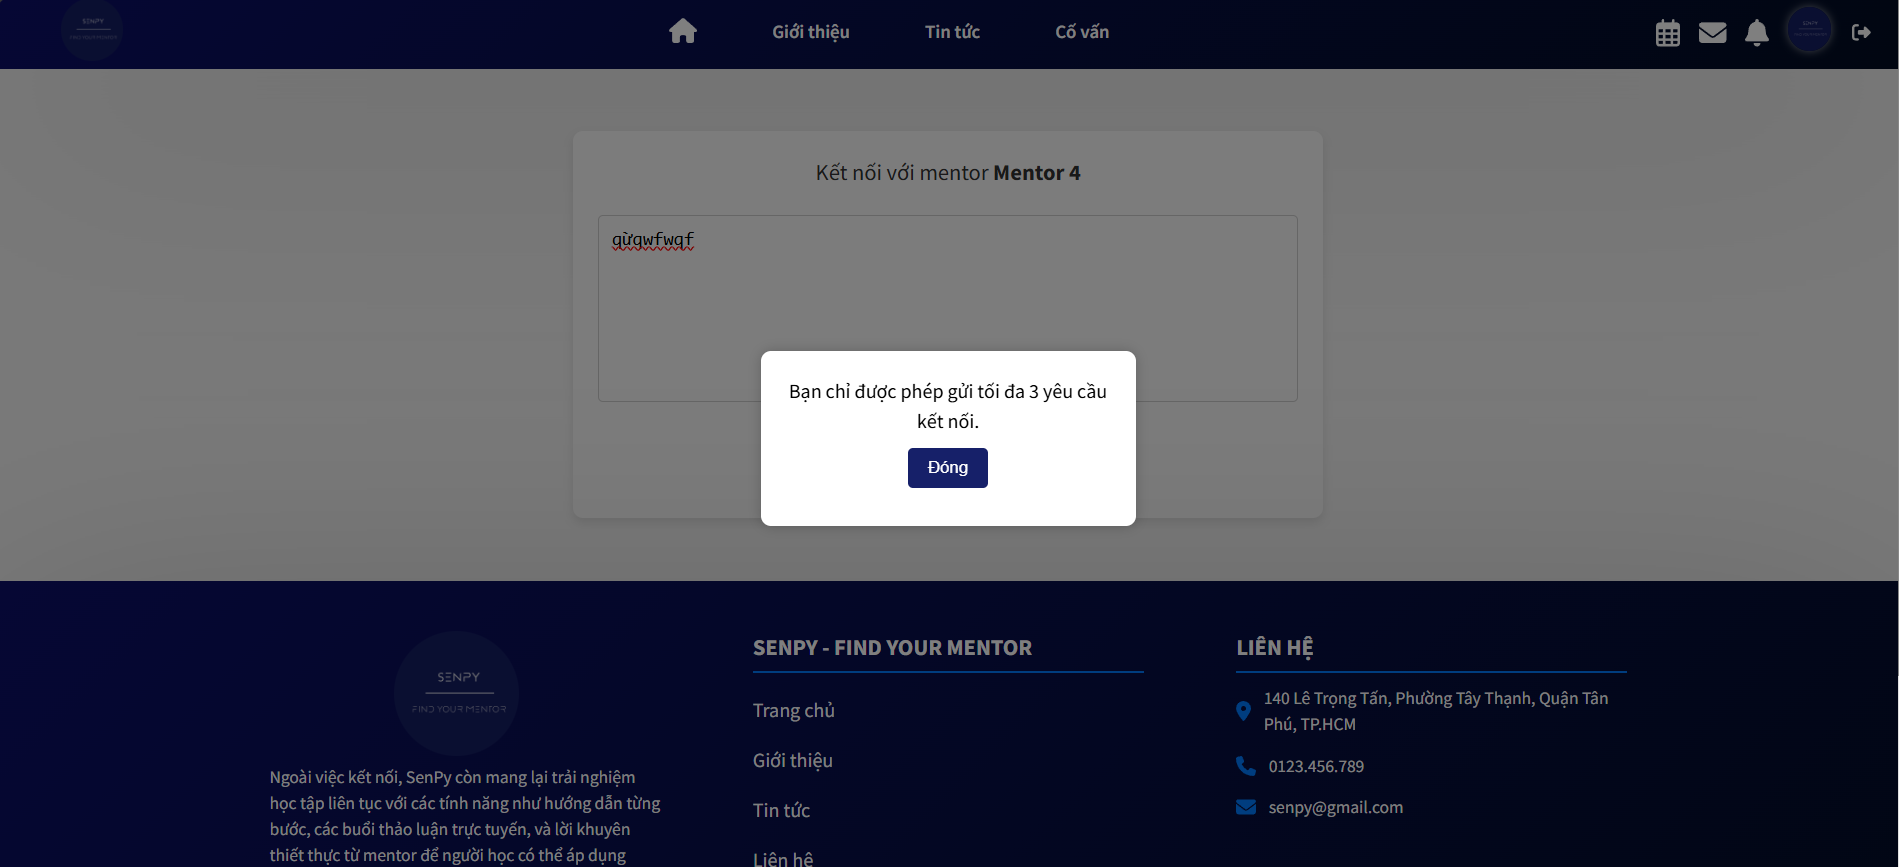 SENPY
Giới thiệu
Tin tức
Cố vấn
Kết nối với mentor Mentor 4
qừqwfwqf
Bạn chỉ được phép gửi tối đa 3 yêu cầu
kết nối.
Đóng
SENPY
FIND YOUR MENTOR
Ngoài việc kết nối, SenPy còn mang lại trải nghiệm
học tập liên tục với các tính năng như hướng dẫn từng
bước, các buổi thảo luận trực tuyến, và lời khuyên
thiết thực từ mentor để người học có thể áp dụng
SENPY - FIND YOUR MENTOR
Trang chủ
Giới thiệu
Tin tức
Liên hệ
LIÊN HỆ
140 Lê Trọng Tấn, Phường Tây Thạnh, Quận Tân
Phú, TP.HCM
0123.456.789
senpy@gmail.com